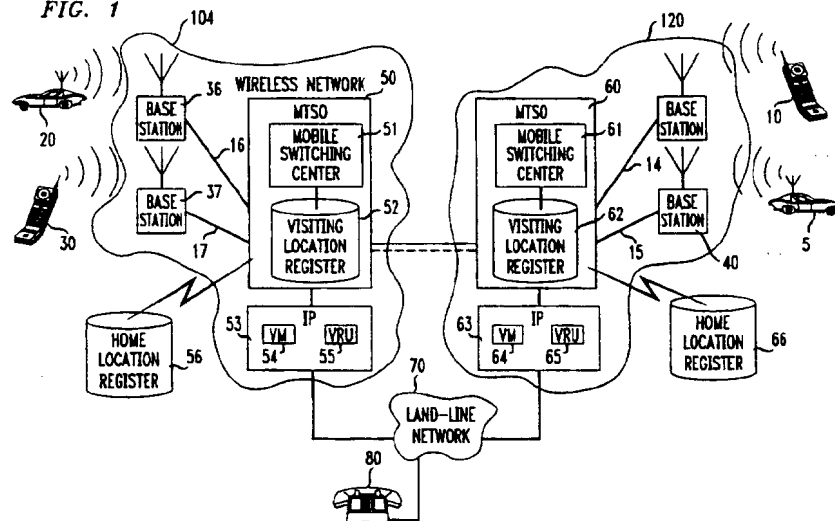 FIG. 1
104
120
WIRELESS NETWORK
50
60
MTSO
MTSO
36
51
61
10
20
BASE
STATION
MOBILE
SWITCHING
CENTER
MOBILE
SWITCHING
CENTER
BASE
STATION
16
14
37
52
62
30
BASE
STATION
VISITING
LOCATION
REGISTER
VISITING
LOCATION
REGISTER
BASE
STATION
5
17
15
40
HOME
LOCATION
REGISTER
56
53
IP
VM
VRU
54
55
63
IP
VM
VRU
64
65
HOME
LOCATION
REGISTER
66
70
LAND-LINE
NETWORK
80